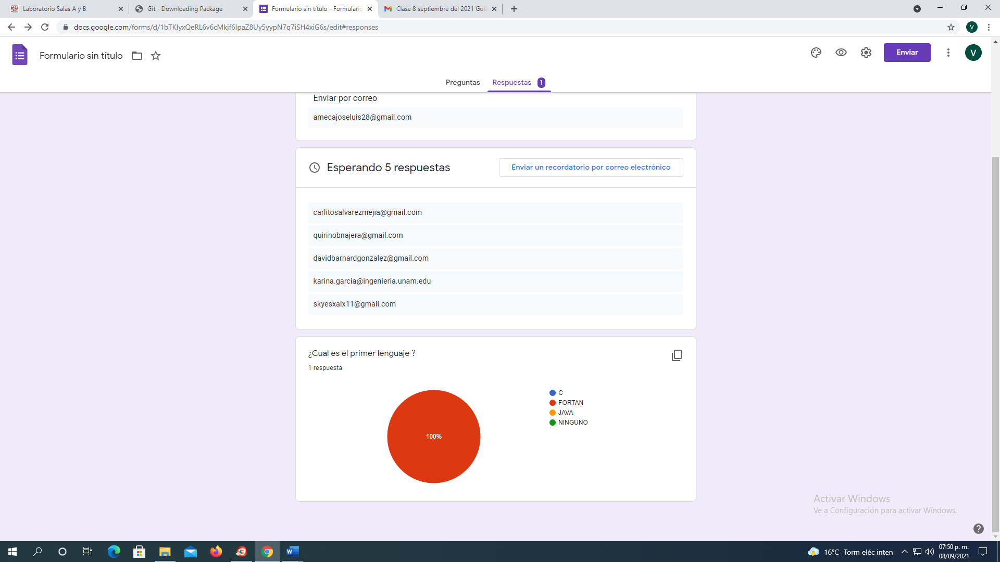 Laboratorio Salas A y B
Git - Downloading Package
Formulario sin título - Formulario
Clase 8 septiembre del 2021 Guía
docs.google.com/forms/d/1bTKlyxQeRL6v6cMkjf6lpaZ8Uy5yypN7q7iSH4xiG6s/edit#responses
V
Formulario sin título
Enviar
V
Preguntas
Respuestas
1
Enviar por correo
amecajoseluis28@gmail.com
Esperando 5 respuestas
Enviar un recordatorio por correo electrónico
carlitosalvarezmejia@gmail.com
quirinobnajera@gmail.com
davidbarnardgonzalez@gmail.com
karina.garcia@ingenieria.unam.edu
skyesxalx11@gmail.com
¿Cual es el primer lenguaje ?
1 respuesta
100%
C
FORTAN
JAVA
NINGUNO
Activar Windows
Ve a Configuración para activar Windows.
16°C Torm eléc inten
07:50 p. m.
08/09/2021